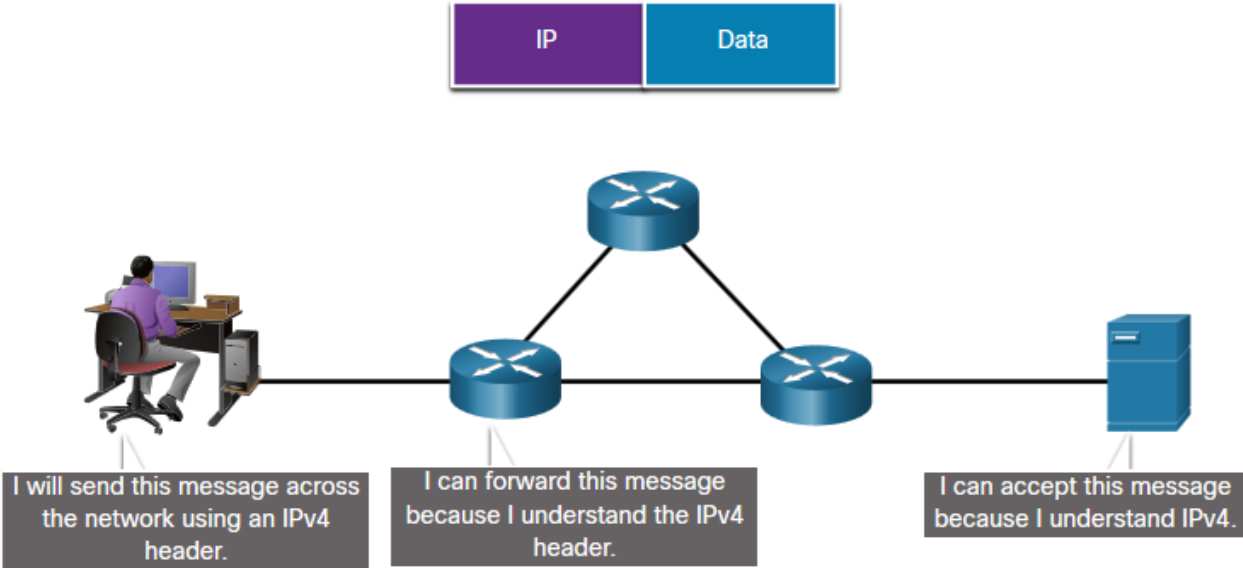 IP
Data
I will send this message across
the network using an IPv4
header.
I can forward this message
because I understand the IPv4
header.
I can accept this message
because I understand IPv4.